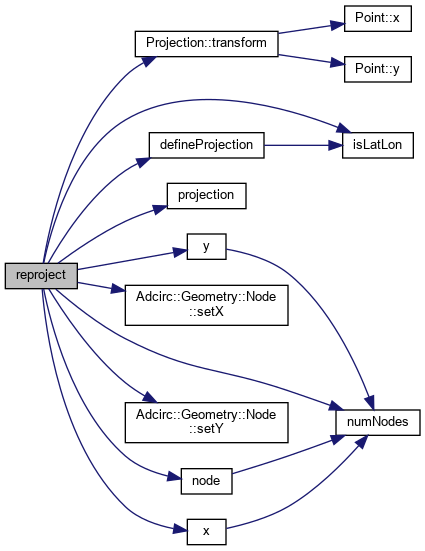 Point::x
Projection::transform
Point::y
defineProjection
isLatLon
projection
y
reproject
Adcirc::Geometry::Node
::setX
Adcirc::Geometry::Node
::setY
numNodes
node
x